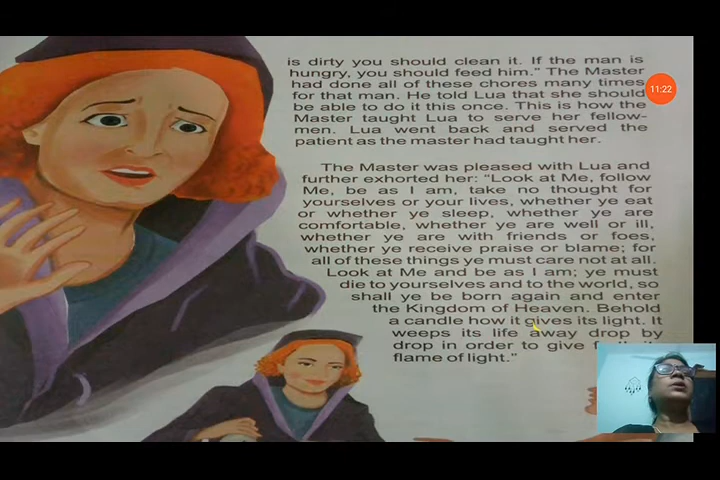 is dirty you should clean it. If the man is
hungry, you should feed him." The Master
had done all of these chores many times
for that man. He told Lua that she should
be able to do it this once. This is how the
Master taught Lua to serve her fellow-
men. Lua went back and served the
patient as the master had taught her.
The Master was pleased with Lua and
further exhorted her: "Look at Me, follow
Me, be as I am, take no thought for
yourselves or your lives, whether ye eat
or whether ye sleep, whether ye are
comfortable, whether ye are well or ill,
whether ye are with friends or foes,
whether ye receive praise or blame; for
all of these things ye must care not at all.
Look at Me and be as I am; ye must
die to yourselves and to the world, so
shall ye be born again and enter
the Kingdom of Heaven. Behold
a candle how it gives its light. It
weeps its life away drop by
drop in order to give
flame of light."
11:22